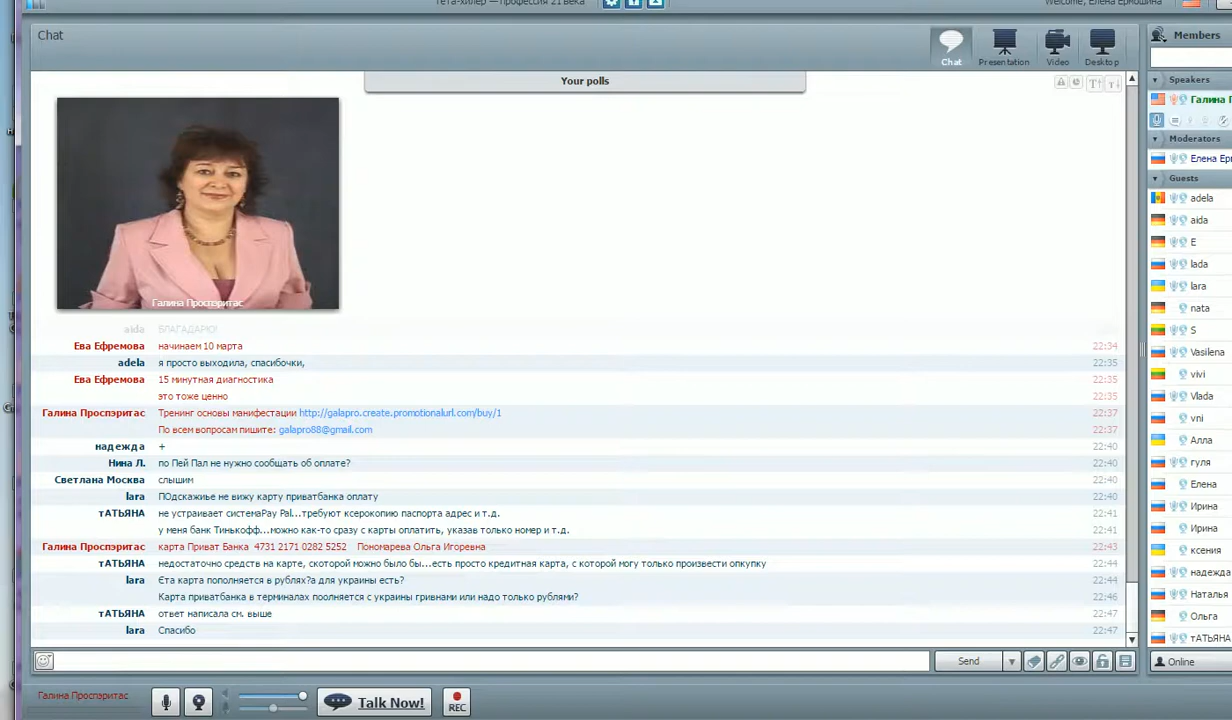 Тета-хилер — профессия 21 века
Welcome, Елена Ермошина
Chat
Chat
Presentation
Video
Desktop
Your polls
Галина Проспэритас
aida БЛАГАДАРЮ!
Ева Ефремова начинаем 10 марта 22:34
adela я просто выходила, спасибочки, 22:35
Ева Ефремова 15 минутная диагностика 22:35
это тоже ценно 22:35
Галина Проспэритас Тренинг основы манифестации http://galapro.create.promotionalurl.com/buy/1 22:37
По всем вопросам пишите: galapro88@gmail.com 22:37
надежда + 22:40
Нина Л. по Пей Пал не нужно сообщать об оплате? 22:40
Светлана Москва слышим 22:40
lara ПОдскажиье не вижу карту приватбанка оплату 22:40
тАТЬЯНА не устраивает системаPay Pal...требуют ксерокопию паспорта адрес и т.д. 22:41
у меня банк Тинькофф...можно как-то сразу с карты оплатить, указав только номер и т.д. 22:41
Галина Проспэритас карта Приват Банка 4731 2171 0282 5252 Пономарева Ольга Игоревна 22:43
тАТЬЯНА недостаточно средств на карте, скоторой можно было бы...есть просто кредитная карта, с которой могу только произвести опкупку 22:44
lara Єта карта пополняется в рублях?а для украины есть? 22:44
Карта приватбанка в терминалах поолняется с украины гривнами или надо только рублями? 22:46
тАТЬЯНА ответ написала см. выше 22:47
lara Спасибо 22:47
Send
Галина Проспэритас
Talk Now!
REC
Members
Speakers
Галина П
Moderators
Елена Ер
Guests
adela
aida
E
lada
lara
nata
S
Vasilena
vivi
Vlada
vni
Алла
гуля
Елена
Ирина
Ирина
ксения
надежда
Наталья
Ольга
тАТЬЯНА
Online